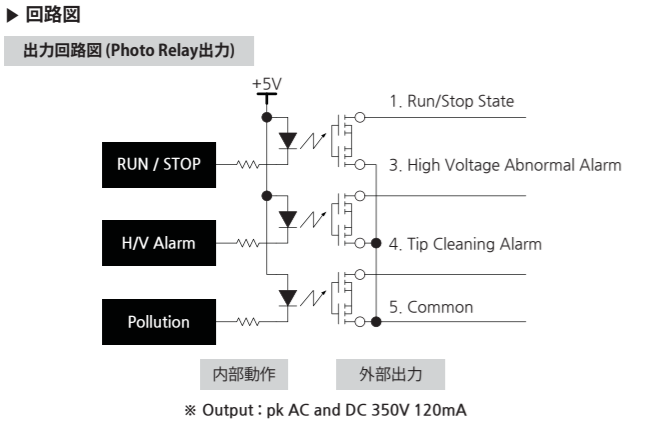 ▶ 回路図
出力回路図 (Photo Relay出力)
+5V
1. Run/Stop State
RUN / STOP
3. High Voltage Abnormal Alarm
H/V Alarm
4. Tip Cleaning Alarm
5. Common
Pollution
内部動作
外部出力
※ Output : pk AC and DC 350V 120mA